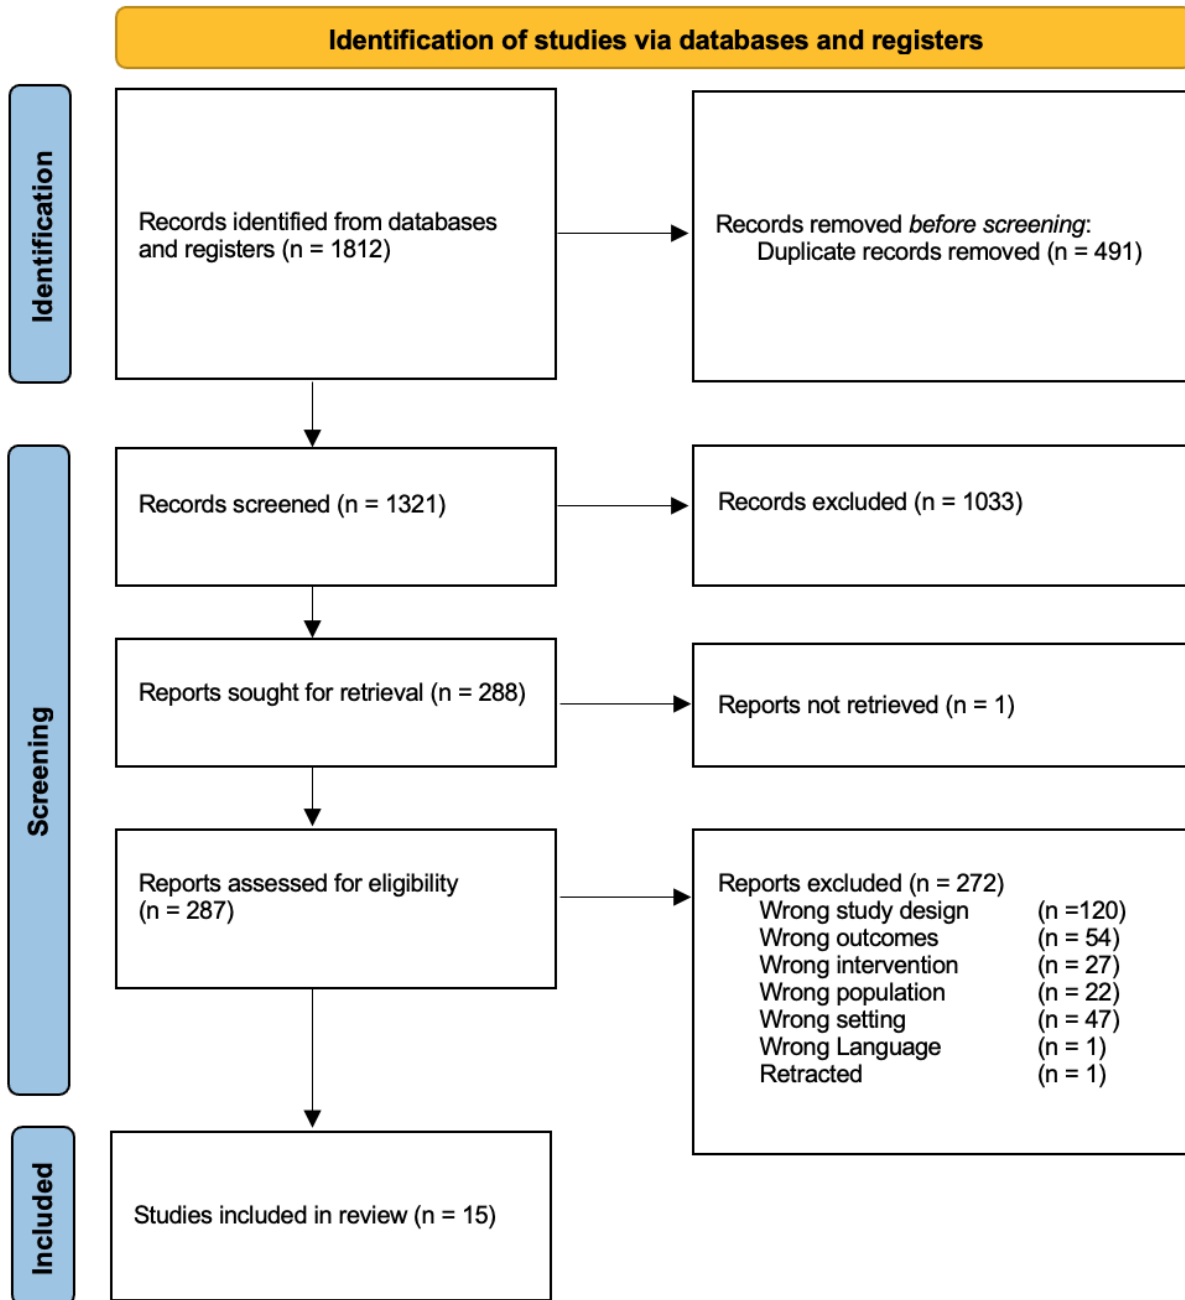 Identification of studies via databases and registers
Identification
Records identified from databases
and registers (n = 1812)
Records removed before screening:
Duplicate records removed (n = 491)
Screening
Records screened (n = 1321)
Records excluded (n = 1033)
Reports sought for retrieval (n = 288)
Reports not retrieved (n = 1)
Reports assessed for eligibility
(n = 287)
Reports excluded (n = 272)
Wrong study design (n =120)
Wrong outcomes (n = 54)
Wrong intervention (n = 27)
Wrong population (n = 22)
Wrong setting (n = 47)
Wrong Language (n = 1)
Retracted (n = 1)
Included
Studies included in review (n = 15)